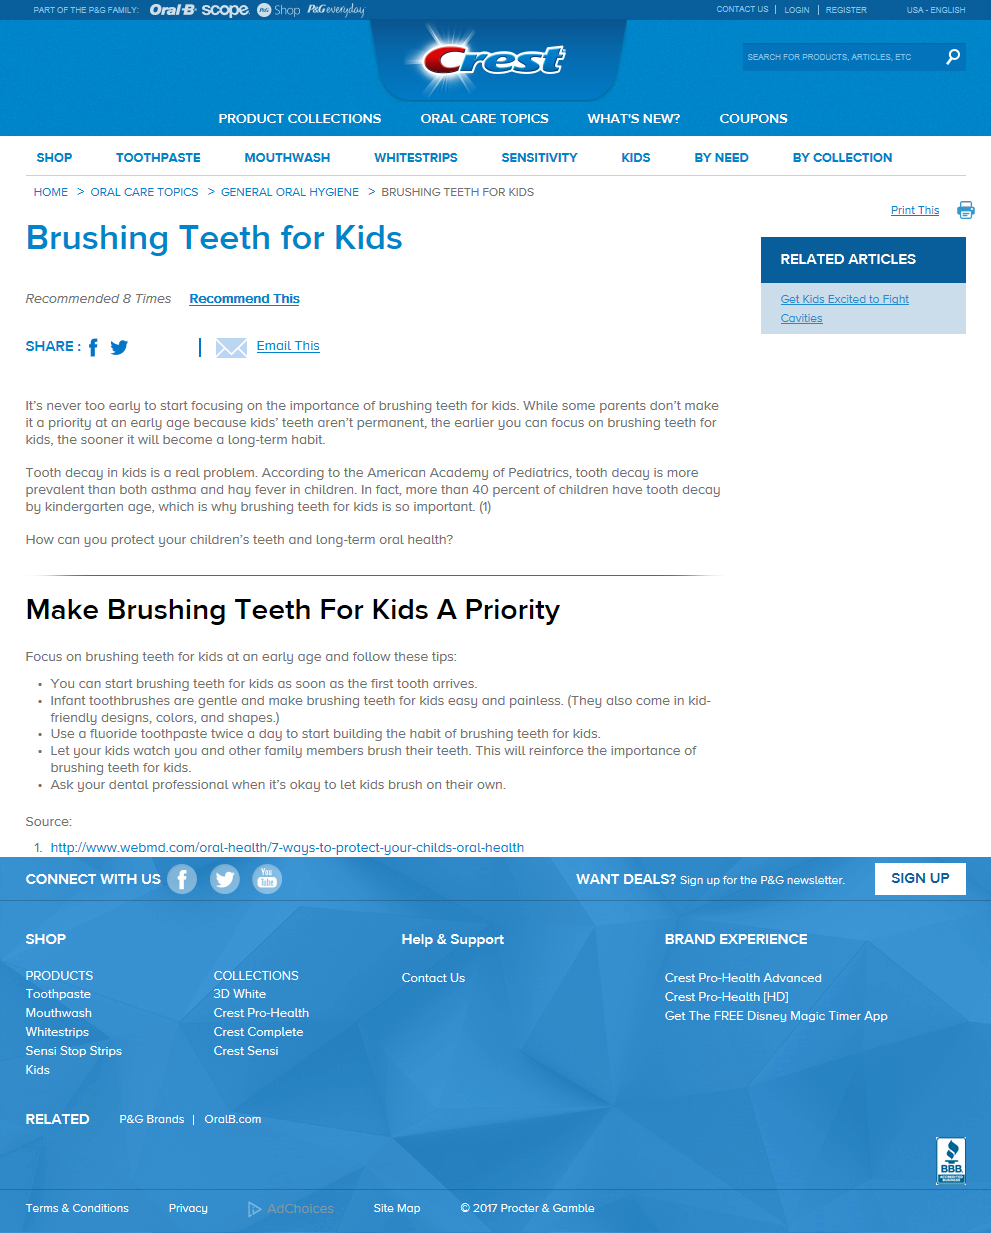 PART OF THE P&G FAMILY: Oral-B scope. P&G Shop P&G everyday CONTACT US | LOGIN | REGISTER USA - ENGLISH
Crest
SEARCH FOR PRODUCTS, ARTICLES, ETC
PRODUCT COLLECTIONS ORAL CARE TOPICS WHAT'S NEW? COUPONS
SHOP TOOTHPASTE MOUTHWASH WHITESTRIPS SENSITIVITY KIDS BY NEED BY COLLECTION
HOME > ORAL CARE TOPICS > GENERAL ORAL HYGIENE > BRUSHING TEETH FOR KIDS
Print This
Brushing Teeth for Kids
RELATED ARTICLES
Get Kids Excited to Fight
Cavities
Recommended 8 Times Recommend This
SHARE : | Email This
It's never too early to start focusing on the importance of brushing teeth for kids. While some parents don't make
it a priority at an early age because kids' teeth aren't permanent, the earlier you can focus on brushing teeth for
kids, the sooner it will become a long-term habit.
Tooth decay in kids is a real problem. According to the American Academy of Pediatrics, tooth decay is more
prevalent than both asthma and hay fever in children. In fact, more than 40 percent of children have tooth decay
by kindergarten age, which is why brushing teeth for kids is so important. (1)
How can you protect your children's teeth and long-term oral health?
Make Brushing Teeth For Kids A Priority
Focus on brushing teeth for kids at an early age and follow these tips:
• You can start brushing teeth for kids as soon as the first tooth arrives.
• Infant toothbrushes are gentle and make brushing teeth for kids easy and painless. (They also come in kid-
friendly designs, colors, and shapes.)
• Use a fluoride toothpaste twice a day to start building the habit of brushing teeth for kids.
• Let your kids watch you and other family members brush their teeth. This will reinforce the importance of
brushing teeth for kids.
• Ask your dental professional when it's okay to let kids brush on their own.
Source:
1. http://www.webmd.com/oral-health/7-ways-to-protect-your-childs-oral-health
CONNECT WITH US You Tube WANT DEALS? Sign up for the P&G newsletter. SIGN UP
SHOP Help & Support BRAND EXPERIENCE
PRODUCTS COLLECTIONS Contact Us Crest Pro-Health Advanced
Toothpaste 3D White Crest Pro-Health [HD]
Mouthwash Crest Pro-Health Get The FREE Disney Magic Timer App
Whitestrips Crest Complete
Sensi Stop Strips Crest Sensi
Kids
RELATED P&G Brands | OralB.com
BBB
ACCREDITED
BUSINESS
Terms & Conditions Privacy AdChoices Site Map © 2017 Procter & Gamble